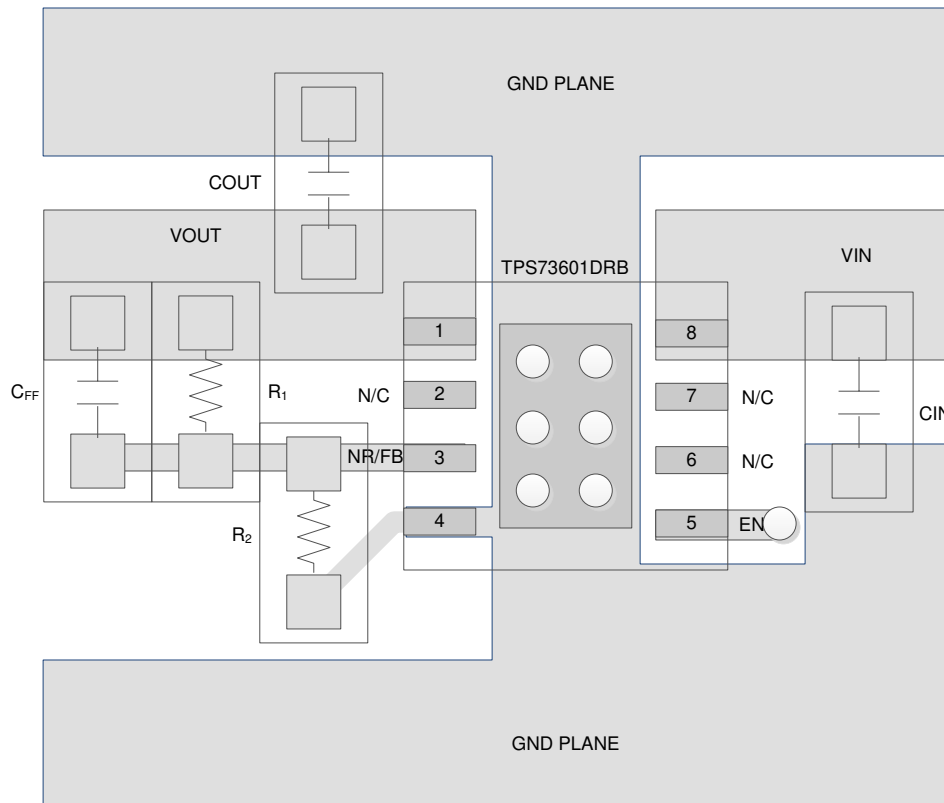 GND PLANE
COUT
VOUT
TPS73601DRB
VIN
1
8
CFF
R1
N/C
2
7
N/C
CIN
NR/FB
3
6
N/C
R2
4
5
EN
GND PLANE